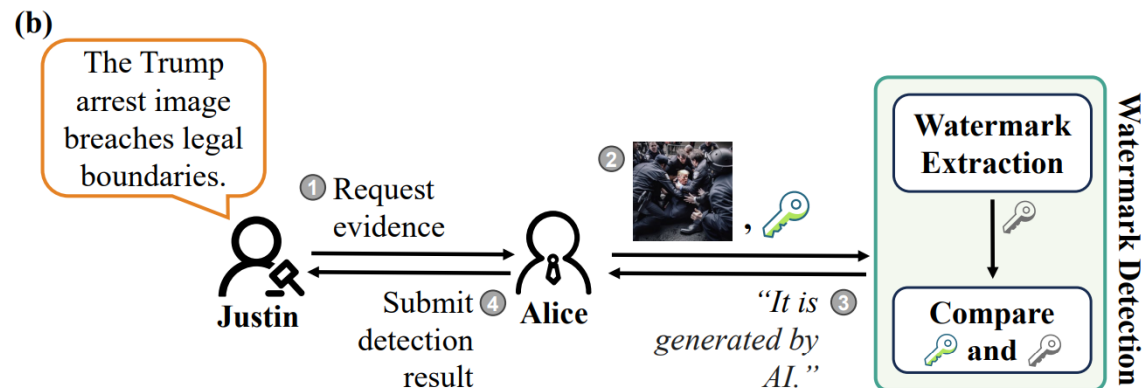 (b)
The Trump
arrest image
breaches legal
boundaries.
1 Request
evidence
2
,
Watermark
Extraction
Watermark Detection
Justin
Submit 4
detection
result
Alice
“It is 3
generated by
AI.”
Compare
and